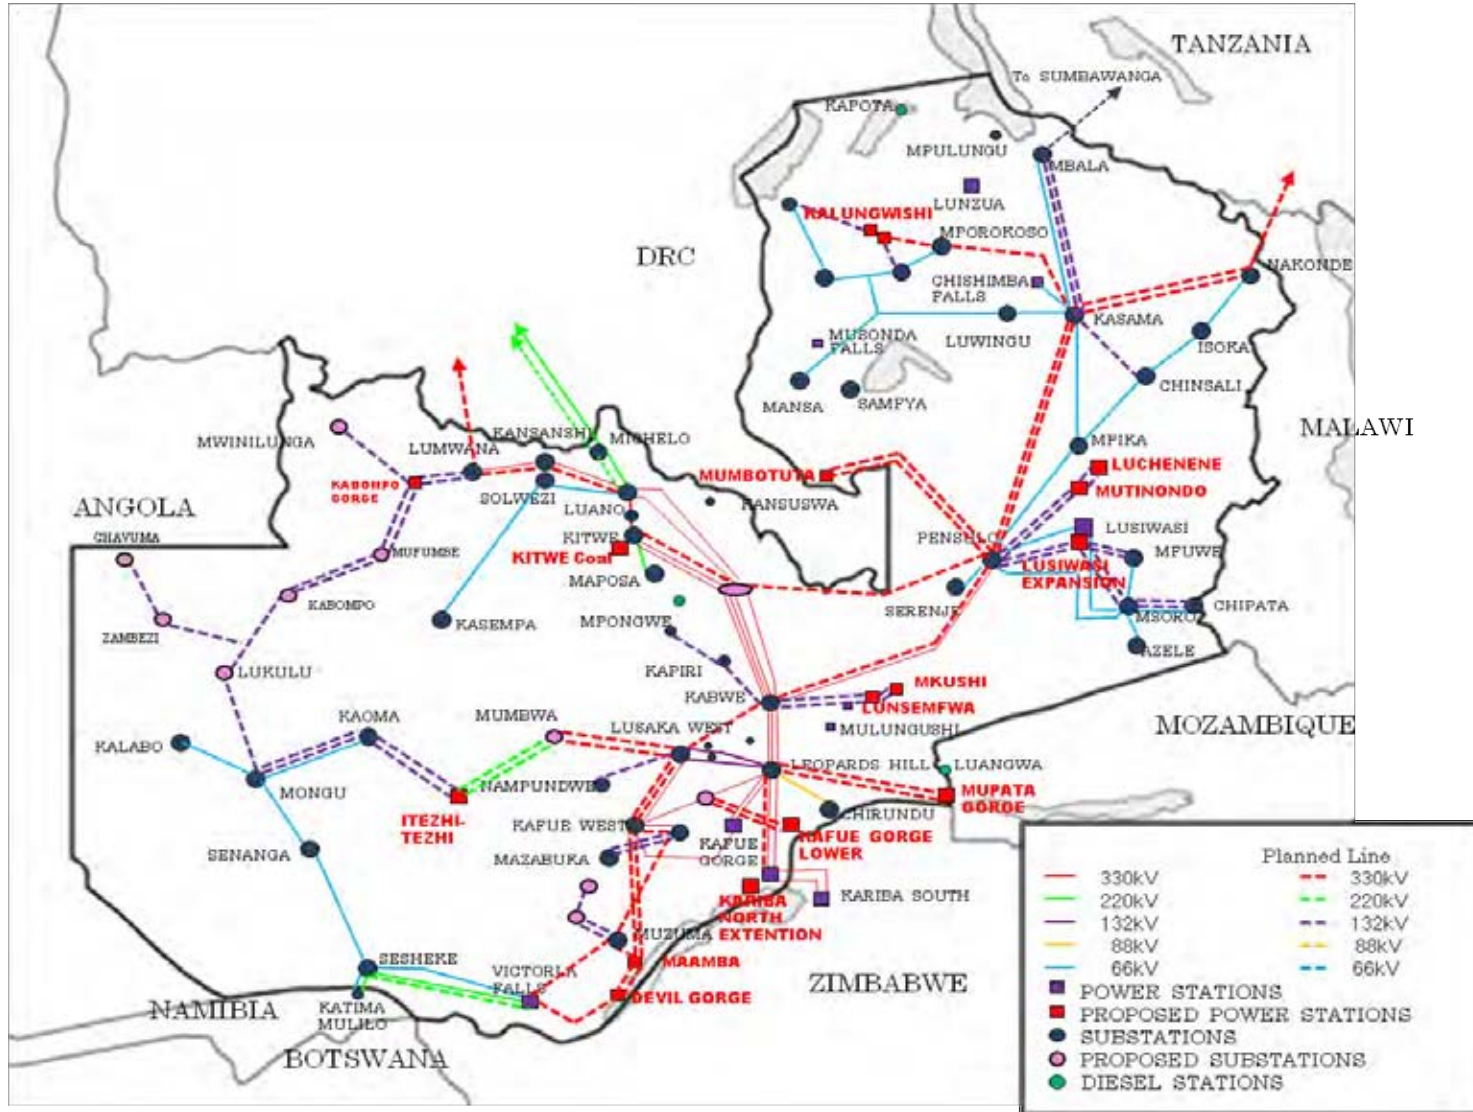 TANZANIA
To SUMBAWANGA
KAPOTA
MPULUNGU
MBALA
LUNZUA
KALUNGWISHI
MPOROKOSO
DRC
NAKONDE
CHISHIMBA
FALLS
KASAMA
MUSONDA
FALLS
LUWINGU
ISOKA
CHINSALI
MANSA
SAMFYA
MALAWI
MWINILUNGA
LUMWANA
KANSANSHI
MICHELO
MPIKA
LUCHENENE
MUMBOTUTA
KABOMPO
GORGE
SOLWEZI
MUTINONDO
ANGOLA
LUANO
KANSUSWA
LUSIWASI
CHAVUMA
KITWE
PENSULO
MUFUMBE
KITWE Coal
MFUWE
LUSIWASI
EXPANSION
MAPOSA
SERENJE
KABOMPO
CHIPATA
MPONGWE
MSORO
KASEMPA
ZAMBEZI
AZELE
LUKULU
KAPIRI
MKUSHI
KABWE
LUNSEMFWA
KAOMA
MUMBWA
LUSAKA WEST
MULUNGUSHI
MOZAMBIQUE
KALABO
LEOPARDS HILL
LUANGWA
NAMPUNDWE
MONGU
MUPATA
GORGE
ITEZHI-
TEZHI
KAFUE WEST
CHIRUNDU
KAFUE
GORGE
KAFUE GORGE
LOWER
SENANGA
MAZABUKA
KARIBA SOUTH
KARIBA
NORTH
EXTENTION
MUZUMA
SESHEKE
MAAMBA
VICTORIA
FALLS
ZIMBABWE
DEVIL GORGE
NAMIBIA
KATIMA
MULILO
BOTSWANA
Planned Line
330kV 330kV
220kV 220kV
132kV 132kV
88kV 88kV
66kV 66kV
POWER STATIONS
PROPOSED POWER STATIONS
SUBSTATIONS
PROPOSED SUBSTATIONS
DIESEL STATIONS